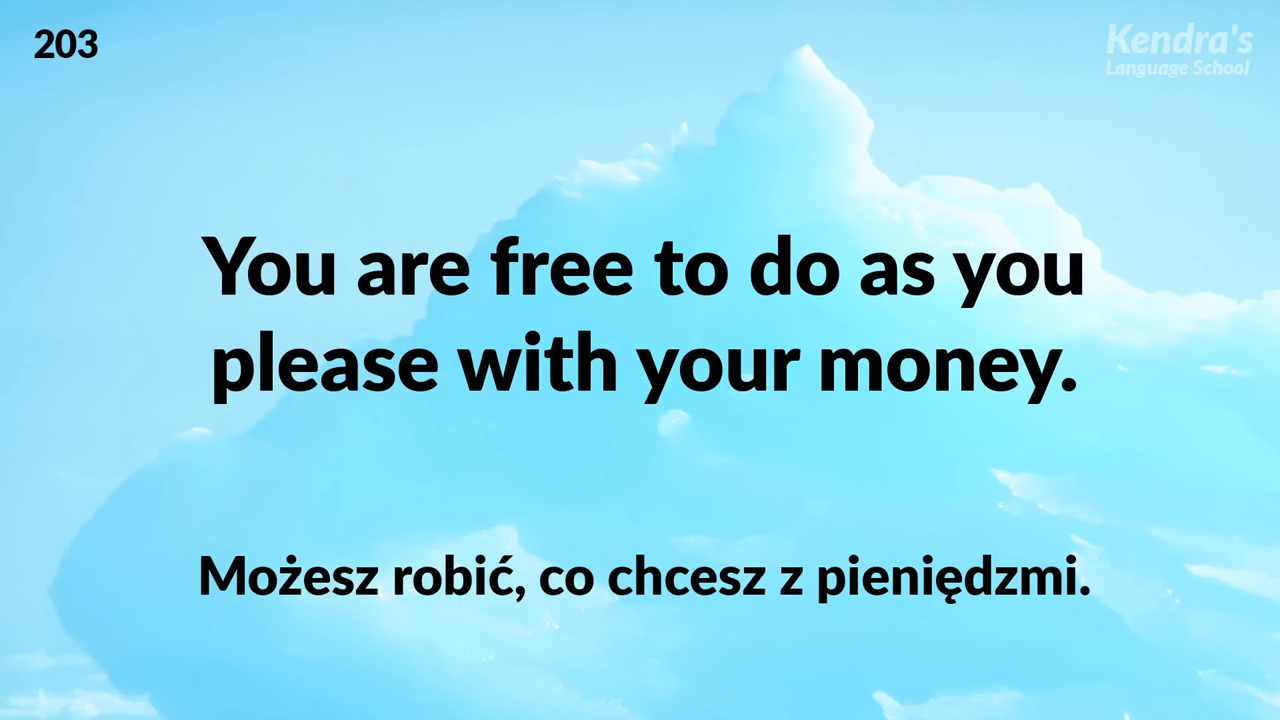 203
Kendra's
Language School
You are free to do as you
please with your money.
Możesz robić, co chcesz z pieniędzmi.